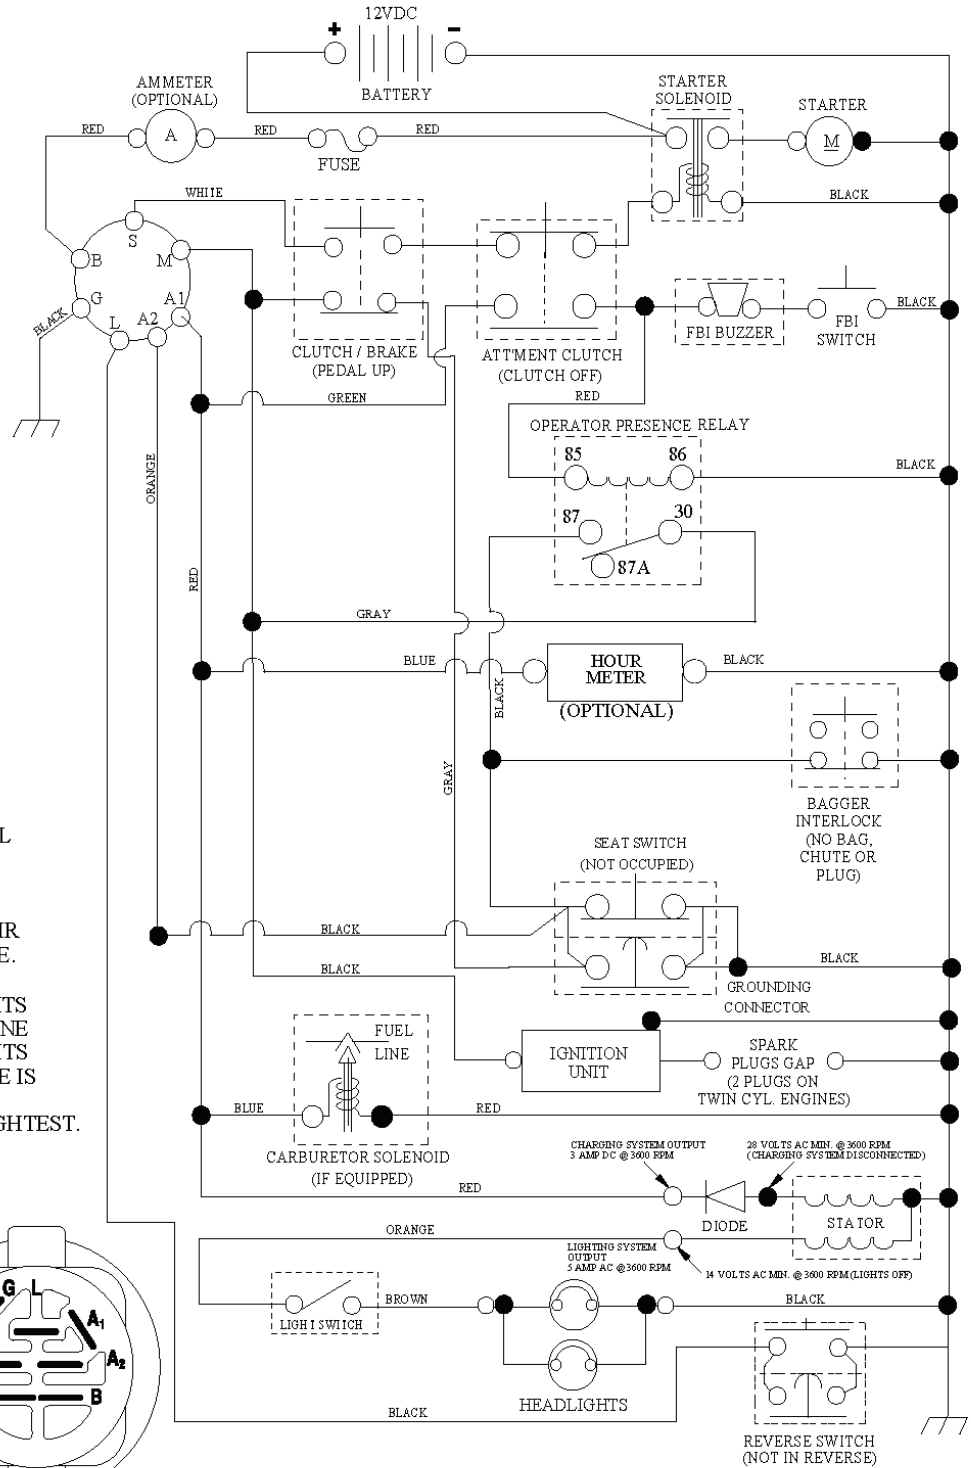 12VDC
+ -
BATTERY
AMMETER
(OPTIONAL)
A
RED
RED
FUSE
RED
STARTER
SOLENOID
STARTER
M
BLACK
WHITE
S
B
M
G
A1
L
A2
BLACK
CLUTCH / BRAKE
(PEDAL UP)
ATT'MENT CLUTCH
(CLUTCH OFF)
FBI BUZZER
FBI
SWITCH
BLACK
GREEN
RED
OPERATOR PRESENCE RELAY
85
86
BLACK
87
30
87A
ORANGE
RED
GRAY
BLUE
HOUR
METER
(OPTIONAL)
BLACK
BLACK
GRAY
BAGGER
INTERLOCK
(NO BAG,
CHUTE OR
PLUG)
SEAT SWITCH
(NOT OCCUPIED)
L
IR
E.
ITS
NE
ITS
E IS
GHTEST.
BLACK
BLACK
BLACK
GROUNDING
CONNECTOR
FUEL
LINE
IGNITION
UNIT
SPARK
PLUGS GAP
(2 PLUGS ON
TWIN CYL. ENGINES)
BLUE
RED
CARBURETOR SOLENOID
(IF EQUIPPED)
CHARGING SYSTEM OUTPUT
3 AMP DC @ 3600 RPM
28 VOLTS AC MIN. @ 3600 RPM
(CHARGING SYSTEM DISCONNECTED)
RED
DIODE
STATOR
ORANGE
LIGHTING SYSTEM
OUTPUT
5 AMP AC @ 3600 RPM
14 VOLTS AC MIN. @ 3600 RPM (LIGHTS OFF)
LIGHT SWITCH
BROWN
BLACK
HEADLIGHTS
BLACK
REVERSE SWITCH
(NOT IN REVERSE)
G L
A1
A2
B